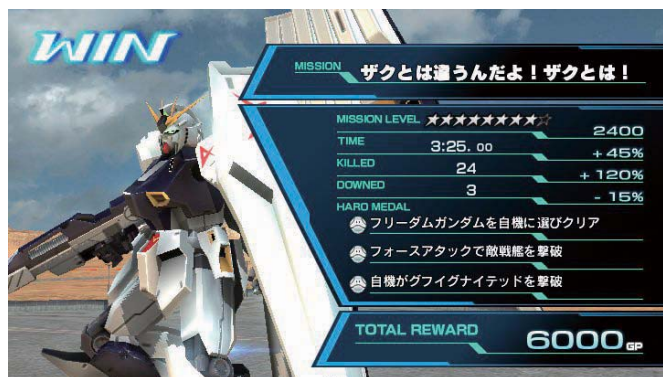 WIN
MISSION ザクとは違うんだよ！ザクとは！
MISSION LEVEL ★★★★★★★★☆ 2400
TIME 3:25. 00 + 45%
KILLED 24 + 120%
DOWNED 3 - 15%
HARD MEDAL
フリーダムガンダムを自機に選びクリア
フォースアタックで敵戦艦を撃破
自機がグフイグナイテッドを撃破
TOTAL REWARD 6000 GP